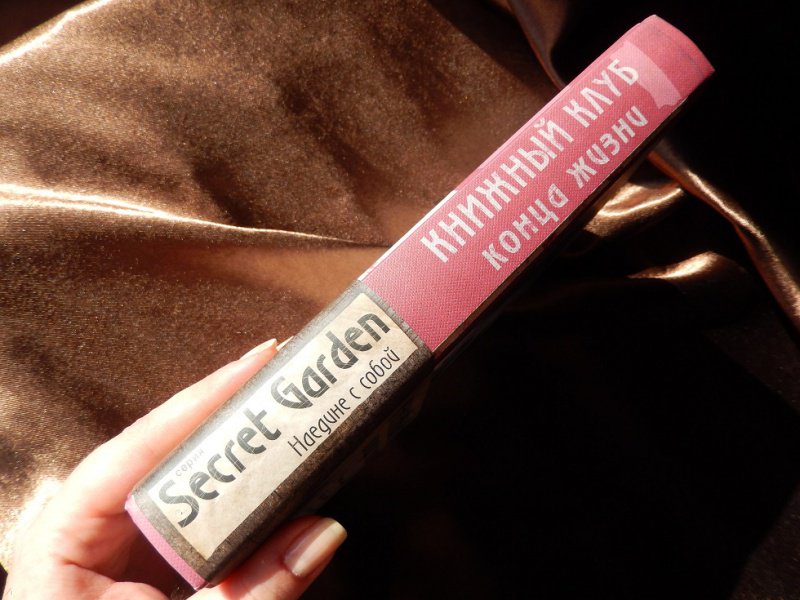 КНИЖНЫЙ КЛУБ
конца жизни
серия
Secret Garden
Наедине с собой